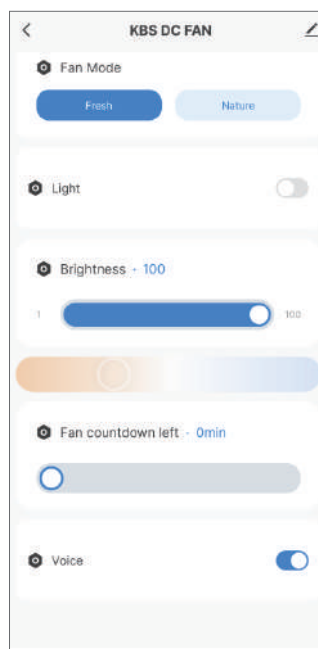 KBS DC FAN
Fan Mode
Fresh Nature
Light
Brightness · 100
1 100
Fan countdown left · 0min
Voice